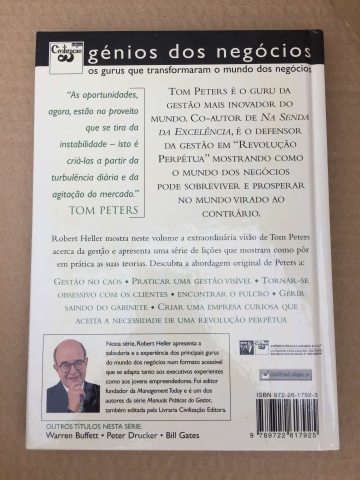 Civilização
génios dos negócios
os gurus que transformaram o mundo dos negócios
"As oportunidades,
agora, estão no proveito
que se tira da
instabilidade – isto é
criá-las a partir da
turbulência diária e da
agitação do mercado."
TOM PETERS
TOM PETERS É O GURU DA
GESTÃO MAIS INOVADOR DO
MUNDO. CO-AUTOR DE NA SENDA
DA EXCELÊNCIA, É O DEFENSOR
DA GESTÃO EM "REVOLUÇÃO
PERPÉTUA" MOSTRANDO COMO
O MUNDO DOS NEGÓCIOS
PODE SOBREVIVER E PROSPERAR
NO MUNDO VIRADO AO
CONTRÁRIO.
Robert Heller mostra neste volume a extraordinária visão de Tom Peters
acerca da gestão e apresenta uma série de lições que mostram como pôr
em prática as suas teorias. Descubra a abordagem original de Peters a:
GESTÃO NO CAOS • PRATICAR UMA GESTÃO VISÍVEL • TORNAR-SE
OBSESSIVO COM OS CLIENTES • ENCONTRAR O FULCRO • GERIR
SAINDO DO GABINETE • CRIAR UMA EMPRESA CURIOSA QUE
ACEITA A NECESSIDADE DE UMA REVOLUÇÃO PERPÉTUA
Nesta série, Robert Heller apresenta a
sabedoria e a experiência dos principais gurus
do mundo dos negócios num formato acessível
que se adapta tanto aos executivos experientes
como aos jovens empreendedores. Foi editor
fundador da Management Today e é um dos
autores da série Manuais Práticos do Gestor,
também editada pela Livraria Civilização Editora.
OUTROS TÍTULOS NESTA SÉRIE:
Warren Buffett • Peter Drucker • Bill Gates
ISBN 972-26-1792-3
9 789722 617925